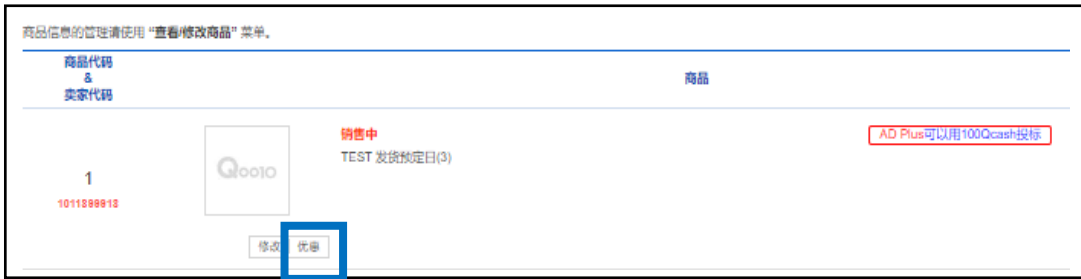 商品信息的管理请使用 “查看/修改商品” 菜单。
商品代码
&
卖家代码
商品
销售中
AD Plus可以用100Qcash投标
TEST 发货预定日(3)
Qoo10
1
1011899913
修改
优惠